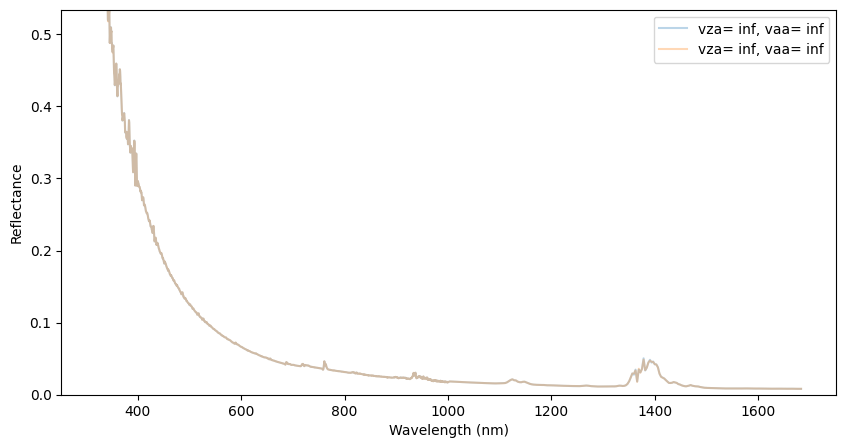 vza= inf, vaa= inf
vza= inf, vaa= inf
Reflectance
0.5
0.4
0.3
0.2
0.1
0.0
400 600 800 1000 1200 1400 1600
Wavelength (nm)